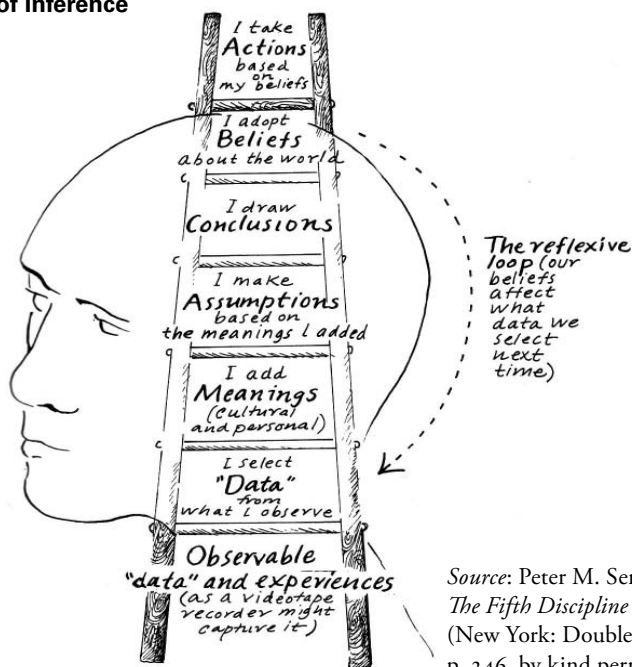 of Inference
I take
Actions
based
on
my beliefs
I adopt
Beliefs
about the world
I draw
Conclusions
I make
Assumptions
based on
the meanings I added
I add
Meanings
(cultural
and personal)
I select
"Data"
from
what I observe
Observable
"data" and experiences
(as a videotape
recorder might
capture it)
The reflexive
loop (our
beliefs
affect
what
data we
select
next
time)
Source: Peter M. Sen
The Fifth Discipline
(New York: Double
p. 246, by kind per